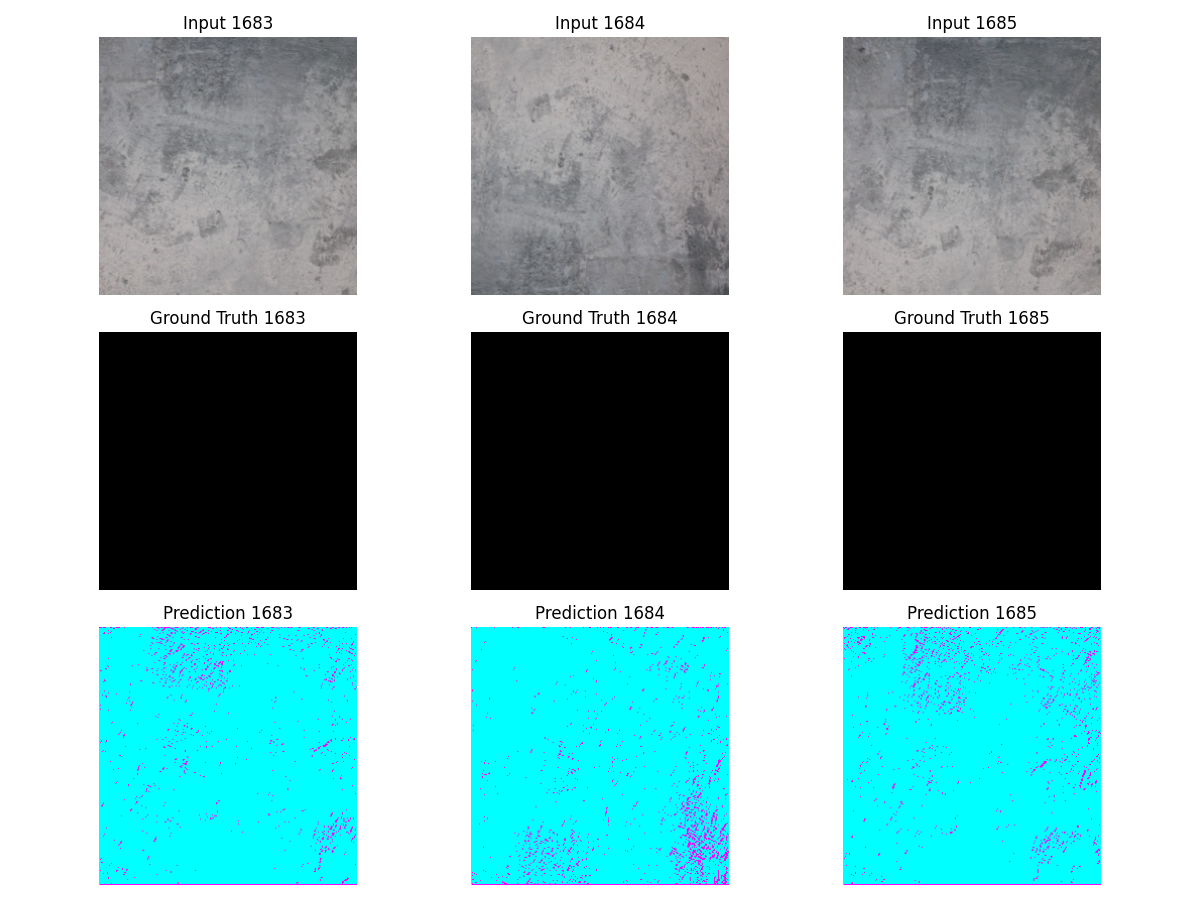 Input 1683
Input 1684
Input 1685
Ground Truth 1683
Ground Truth 1684
Ground Truth 1685
Prediction 1683
Prediction 1684
Prediction 1685